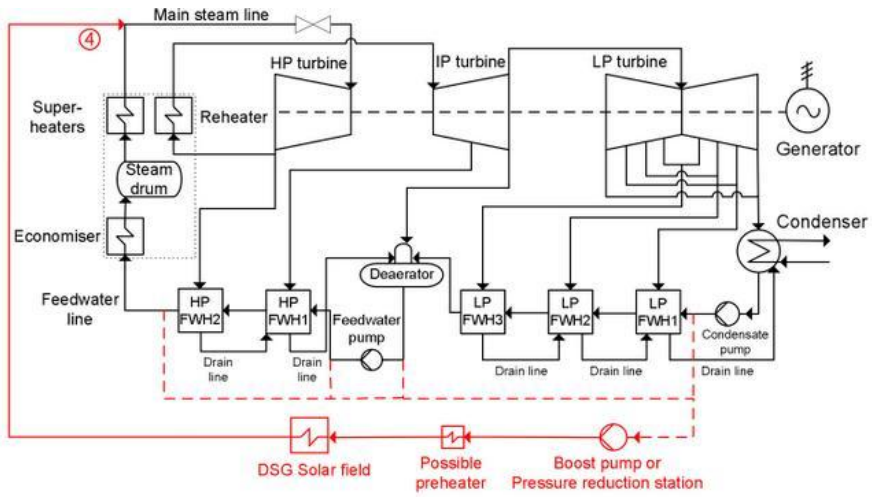 Main steam line
④
HP turbine
IP turbine
LP turbine
Super-
heaters
Reheater
Generator
Steam
drum
Economiser
Condenser
Deaerator
Feedwater
line
HP
FWH2
HP
FWH1
Feedwater
pump
LP
FWH3
LP
FWH2
LP
FWH1
Condensate
pump
Drain
line
Drain
line
Drain line
Drain line
Drain line
DSG Solar field
Possible
preheater
Boost pump or
Pressure reduction station